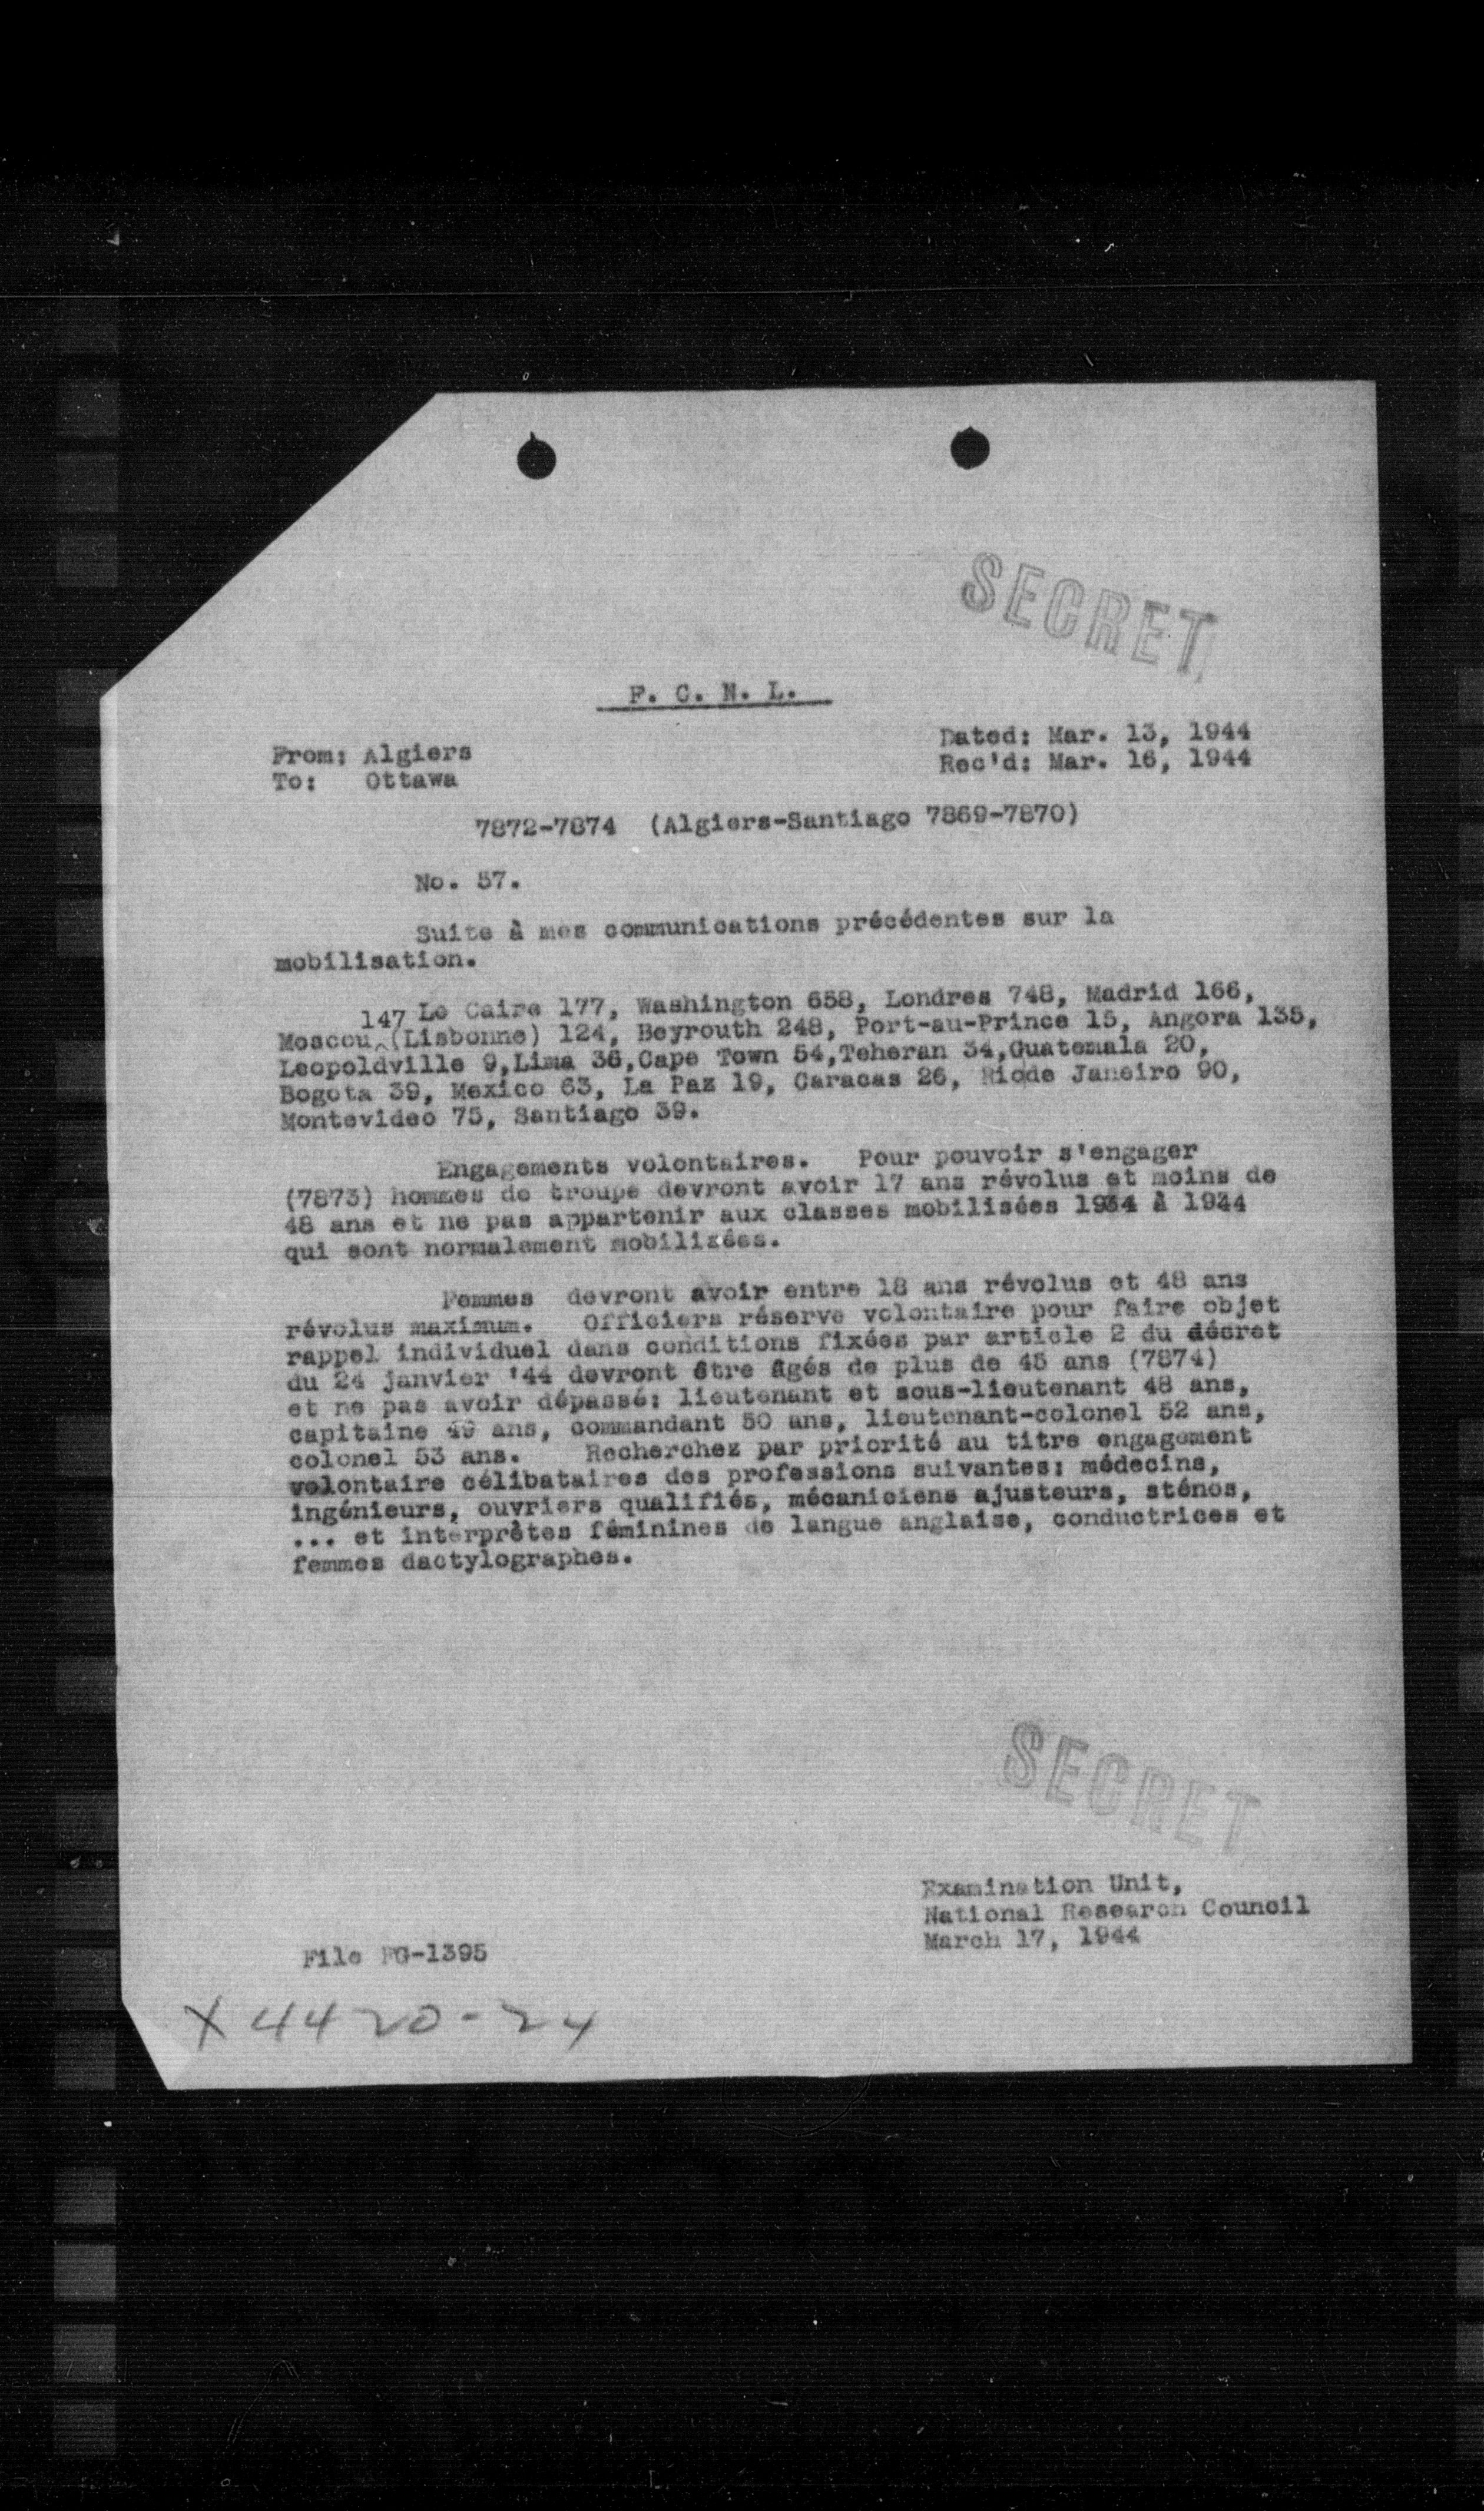 SECRET
F. C. N. L.
From: Algiers
To: Ottawa
Dated: Mar. 13, 1944
Rec'd: Mar. 16, 1944
7872-7874 (Algiers-Santiago 7869-7870)
No. 57.
Suite à mes communications précédentes sur la
mobilisation.
Le Caire 177, Washington 658, Londres 748, Madrid 166,
Moscou 147 (Lisbonne) 124, Beyrouth 248, Port-au-Prince 15, Angora 135,
Leopoldville 9,Lima 36,Cape Town 54,Teheran 34,Guatemala 20,
Bogota 39, Mexico 63, La Paz 19, Caracas 26, Rio de Janeiro 90,
Montevideo 75, Santiago 39.
Engagements volontaires. Pour pouvoir s'engager
(7873) hommes de troupe devront avoir 17 ans révolus et moins de
48 ans et ne pas appartenir aux classes mobilisées 1934 à 1944
qui sont normalement mobilisées.
Femmes devront avoir entre 18 ans révolus et 48 ans
révolus maximum. Officiers réserve volontaire pour faire objet
rappel individuel dans conditions fixées par article 2 du décret
du 24 janvier '44 devront être âgés de plus de 45 ans (7874)
et ne pas avoir dépassé: lieutenant et sous-lieutenant 48 ans,
capitaine 49 ans, commandant 50 ans, lieutenant-colonel 52 ans,
colonel 53 ans. Recherchez par priorité au titre engagement
volontaire célibataires des professions suivantes: médecins,
ingénieurs, ouvriers qualifiés, mécaniciens ajusteurs, sténos,
... et interprètes féminines de langue anglaise, conductrices et
femmes dactylographes.
SECRET
Examination Unit,
National Research Council
March 17, 1944
File FG-1395
X 4420-24